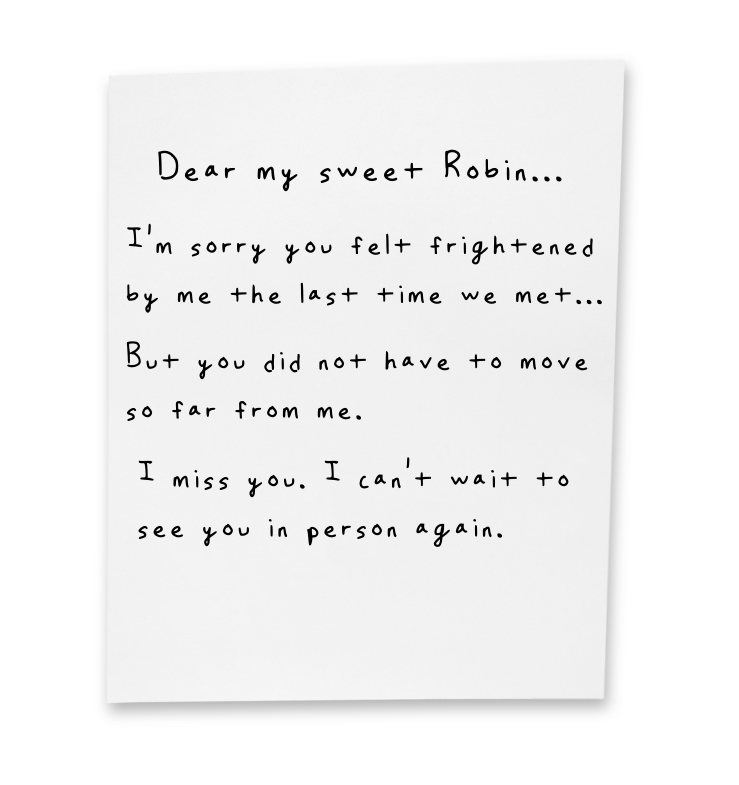 Dear my sweet Robin...
I'm sorry you felt frightened
by me the last time we met...
But you did not have to move
so far from me.
I miss you. I can't wait to
see you in person again.